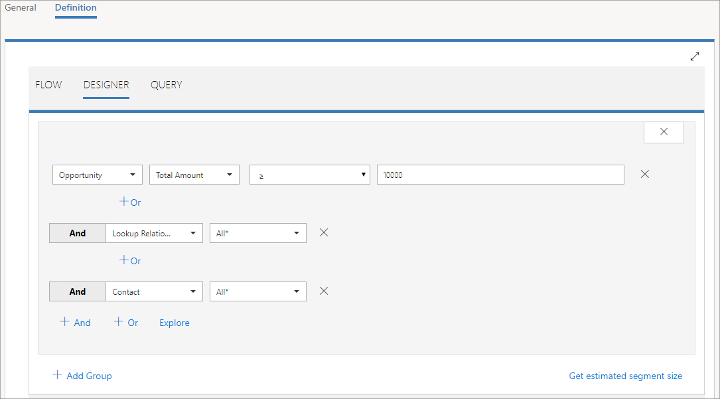 General Definition
FLOW DESIGNER QUERY
Opportunity Total Amount ≥ 10000
+ Or
And Lookup Relatio... All*
+ Or
And Contact All*
+ And + Or Explore
+ Add Group Get estimated segment size